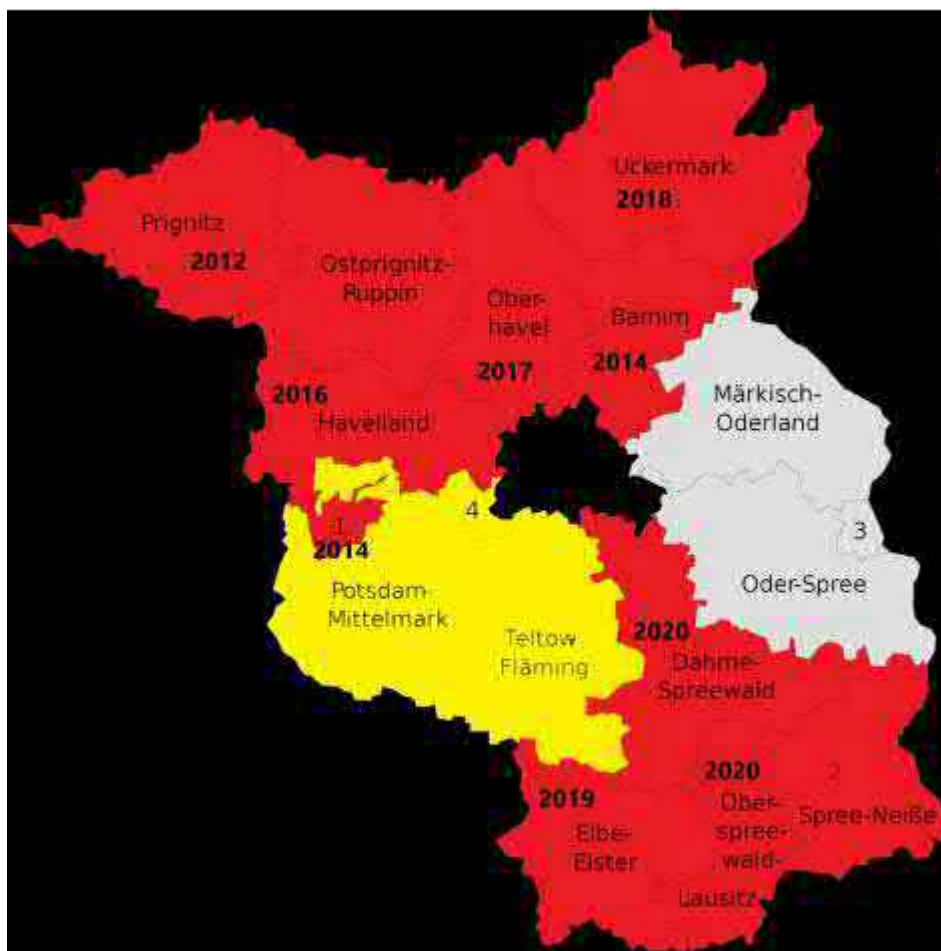 Uckermark
2018
Prignitz
2012
Ostprignitz-
Ruppin
Ober-
havel
2017
Barnim
2014
2016
Havelland
Märkisch-
Oderland
4
3
1
2014
Potsdam-
Mittelmark
Oder-Spree
Teltow
Fläming
2020
Dahme-
Spreewald
2020
2
2019
Elbe-
Elster
Ober-
spree-
wald-
Lausitz
Spree-Neiße